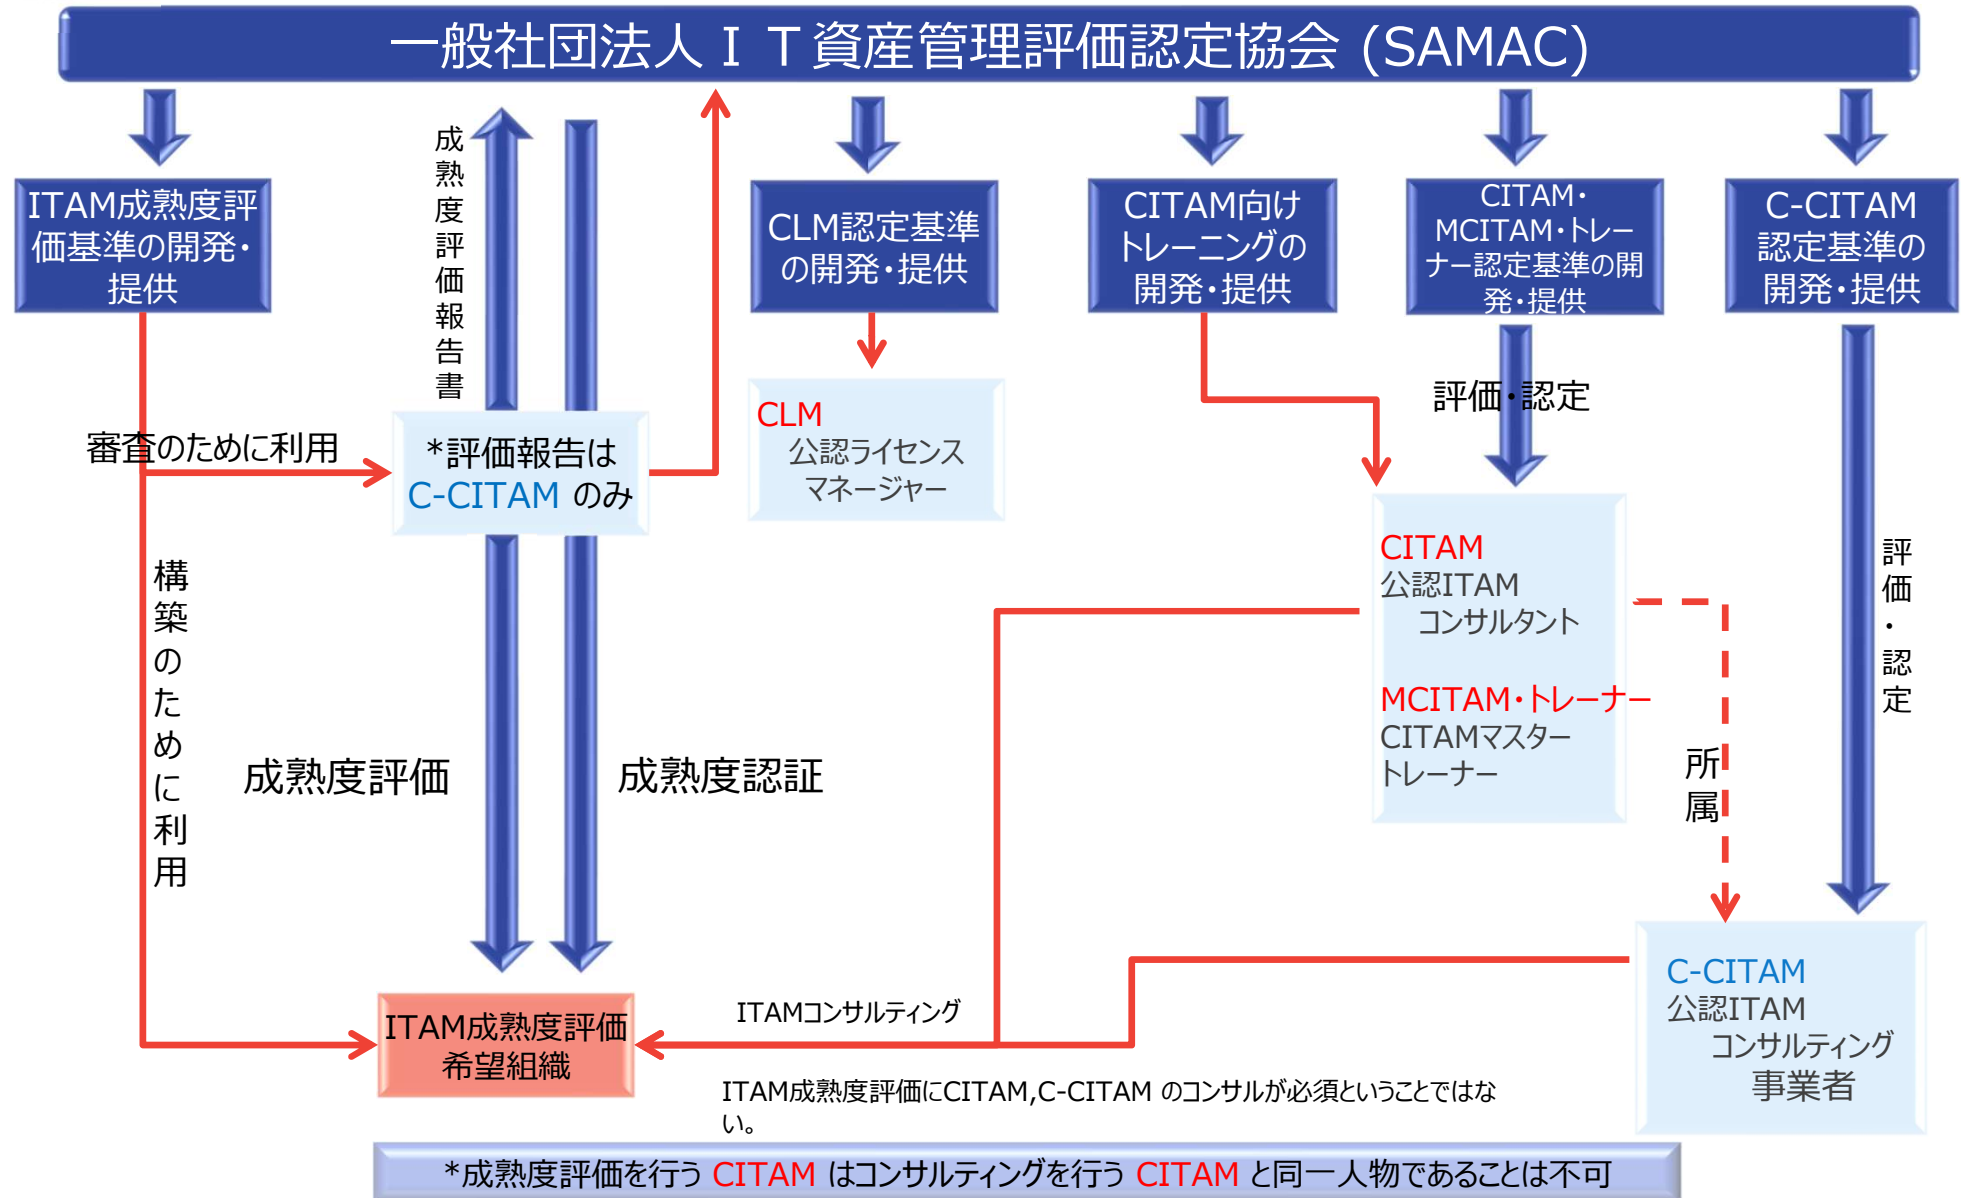 一般社団法人ＩＴ資産管理評価認定協会 (SAMAC)
ITAM成熟度評
価基準の開発・
提供
成熟度評価報告書
CLM認定基準
の開発・提供
CITAM向け
トレーニングの
開発・提供
CITAM・
MCITAM・トレー
ナー認定基準の開
発・提供
C-CITAM
認定基準の
開発・提供
審査のために利用
*評価報告は
C-CITAM のみ
CLM
公認ライセンス
マネージャー
評価・認定
構築のために利用
成熟度評価
成熟度認証
CITAM
公認ITAM
コンサルタント
MCITAM・トレーナー
CITAMマスター
トレーナー
評価・認定
所属
ITAM成熟度評価
希望組織
ITAMコンサルティング
C-CITAM
公認ITAM
コンサルティング
事業者
ITAM成熟度評価にCITAM,C-CITAM のコンサルが必須ということではな
い。
*成熟度評価を行う CITAM はコンサルティングを行う CITAM と同一人物であることは不可